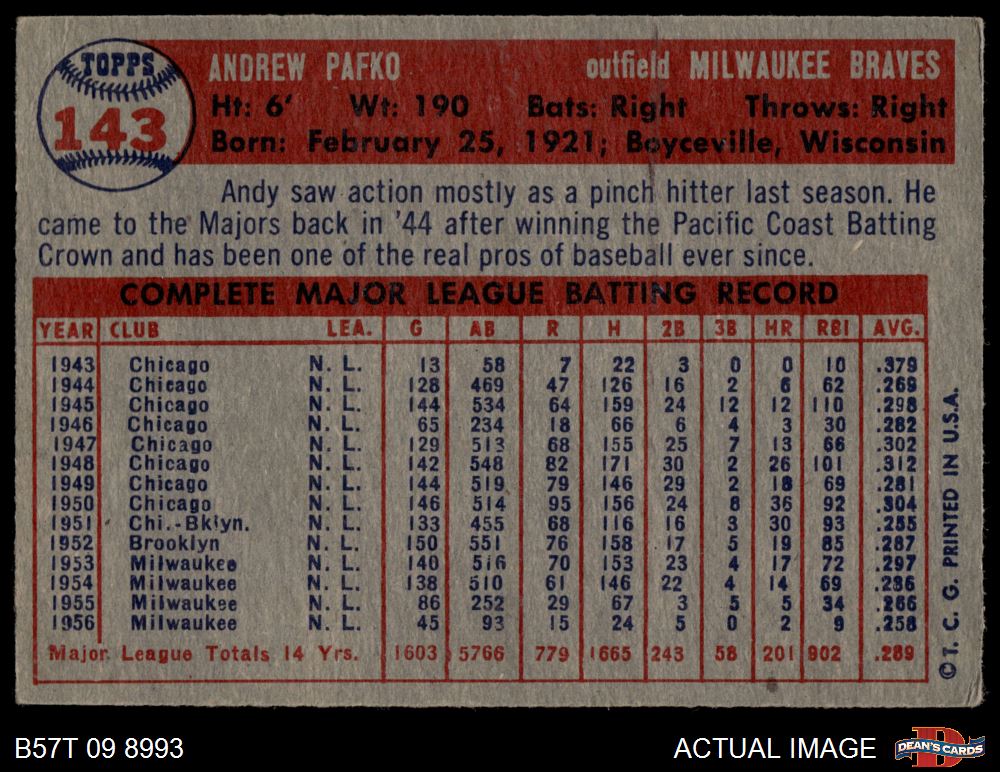 TOPPS
143
ANDREW PAFKO outfield MILWAUKEE BRAVES
Ht: 6' Wt: 190 Bats: Right Throws: Right
Born: February 25, 1921; Boyceville, Wisconsin
Andy saw action mostly as a pinch hitter last season. He
came to the Majors back in '44 after winning the Pacific Coast Batting
Crown and has been one of the real pros of baseball ever since.
COMPLETE MAJOR LEAGUE BATTING RECORD
YEAR CLUB LEA. G AB R H 2B 3B HR RBI AVG.
1943 Chicago N. L. 13 58 7 22 3 0 0 10 .379
1944 Chicago N. L. 128 469 47 126 16 2 6 62 .269
1945 Chicago N. L. 144 534 64 159 24 12 12 110 .298
1946 Chicago N. L. 65 234 18 66 6 4 3 30 .282
1947 Chicago N. L. 129 513 68 155 25 7 13 66 .302
1948 Chicago N. L. 142 548 82 171 30 2 26 101 .312
1949 Chicago N. L. 144 519 79 146 29 2 18 69 .281
1950 Chicago N. L. 146 514 95 156 24 8 36 92 .304
1951 Chi.-Bklyn. N. L. 133 455 68 116 16 3 30 93 .255
1952 Brooklyn N. L. 150 551 76 158 17 5 19 85 .287
1953 Milwaukee N. L. 140 516 70 153 23 4 17 72 .297
1954 Milwaukee N. L. 138 510 61 146 22 4 14 69 .286
1955 Milwaukee N. L. 86 252 29 67 3 5 5 34 .266
1956 Milwaukee N. L. 45 93 15 24 5 0 2 9 .258
Major League Totals 14 Yrs. 1603 5766 779 1665 243 58 201 902 .289
©T. C. G. PRINTED IN U.S.A.
B57T 09 8993 ACTUAL IMAGE DEAN'S CARDS